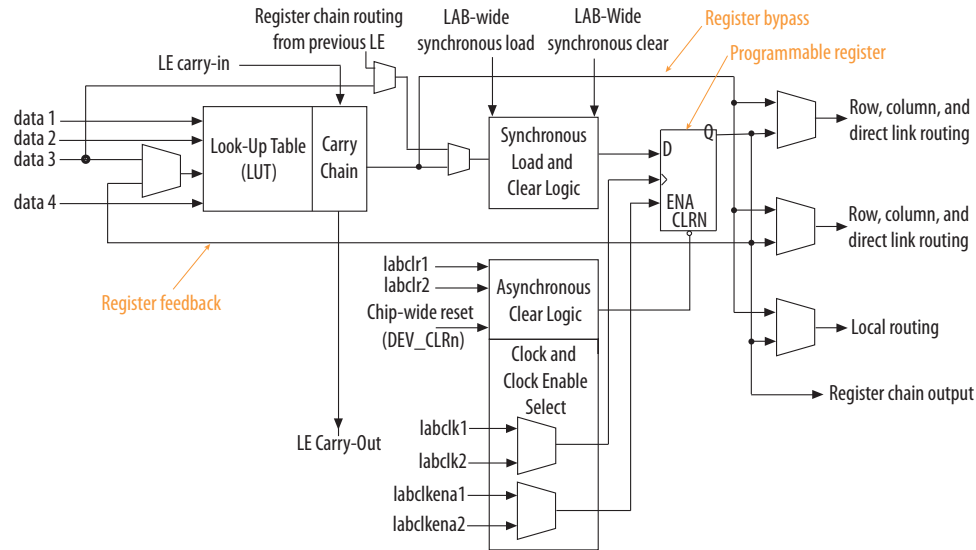 Register chain routing
from previous LE
LAB-wide
synchronous load
LAB-Wide
synchronous clear
Register bypass
Programmable register
LE carry-in
data 1
data 2
data 3
data 4
Look-Up Table
(LUT)
Carry
Chain
Synchronous
Load and
Clear Logic
D
Q
ENA
CLRN
Row, column, and
direct link routing
Row, column, and
direct link routing
Local routing
Register chain output
Register feedback
labclr1
labclr2
Chip-wide reset
(DEV_CLRn)
Asynchronous
Clear Logic
Clock and
Clock Enable
Select
labclk1
labclk2
labclkena1
labclkena2
LE Carry-Out